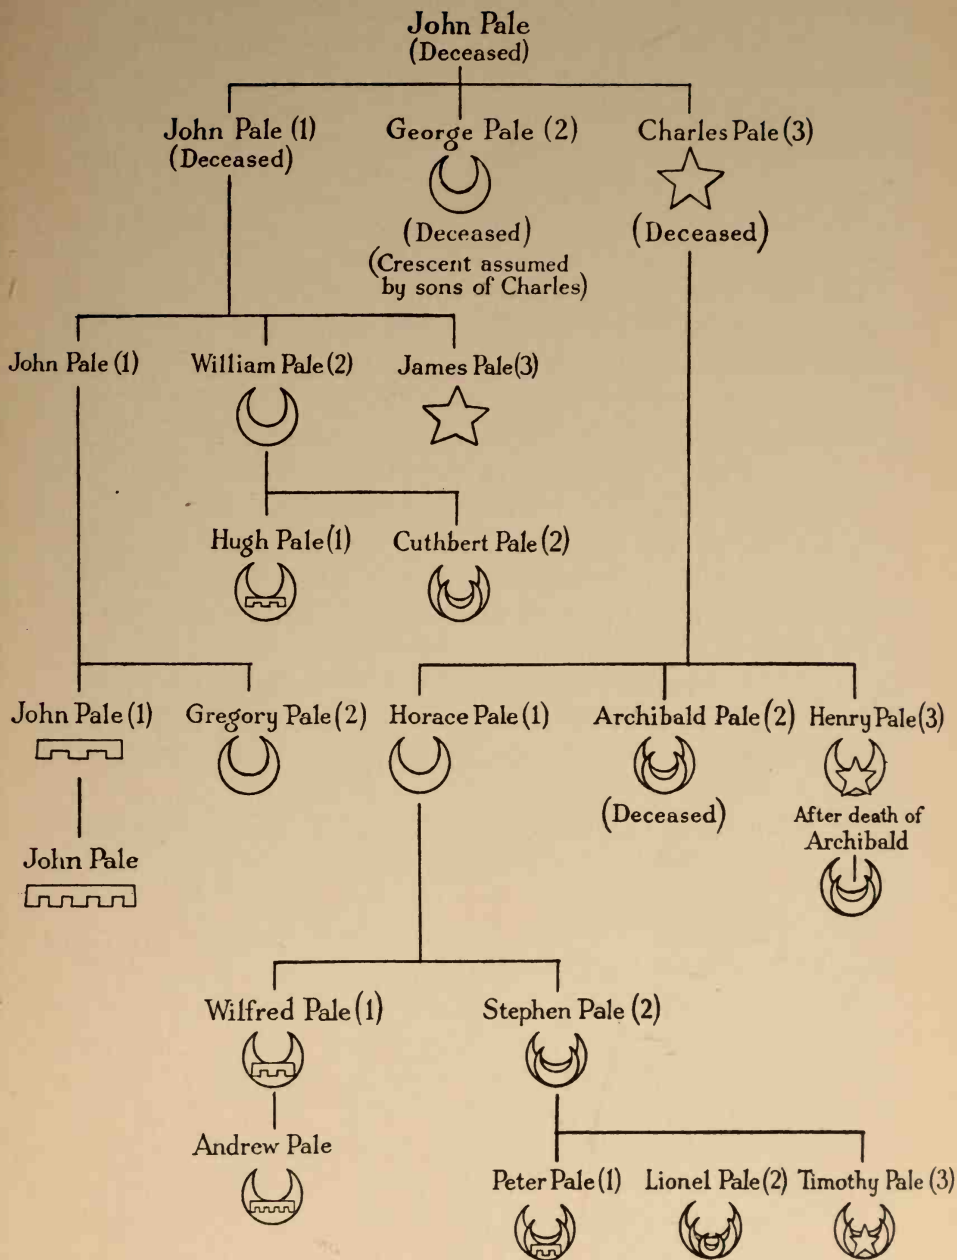 John Pale
(Deceased)
John Pale (1)
(Deceased)
George Pale (2)
(Deceased)
(Crescent assumed
by sons of Charles)
Charles Pale (3)
(Deceased)
John Pale (1)
William Pale (2)
James Pale (3)
Hugh Pale (1)
Cuthbert Pale (2)
John Pale (1)
Gregory Pale (2)
Horace Pale (1)
Archibald Pale (2)
(Deceased)
Henry Pale (3)
After death of
Archibald
John Pale
Wilfred Pale (1)
Stephen Pale (2)
Andrew Pale
Peter Pale (1)
Lionel Pale (2)
Timothy Pale (3)